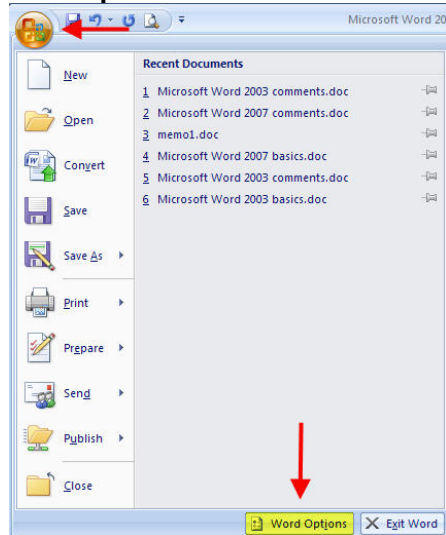 Microsoft Word 20
New
Open
Convert
Save
Save As
Print
Prepare
Send
Publish
Close
Recent Documents
1 Microsoft Word 2003 comments.doc
2 Microsoft Word 2007 comments.doc
3 memo1.doc
4 Microsoft Word 2007 basics.doc
5 Microsoft Word 2003 comments.doc
6 Microsoft Word 2003 basics.doc
Word Options
Exit Word